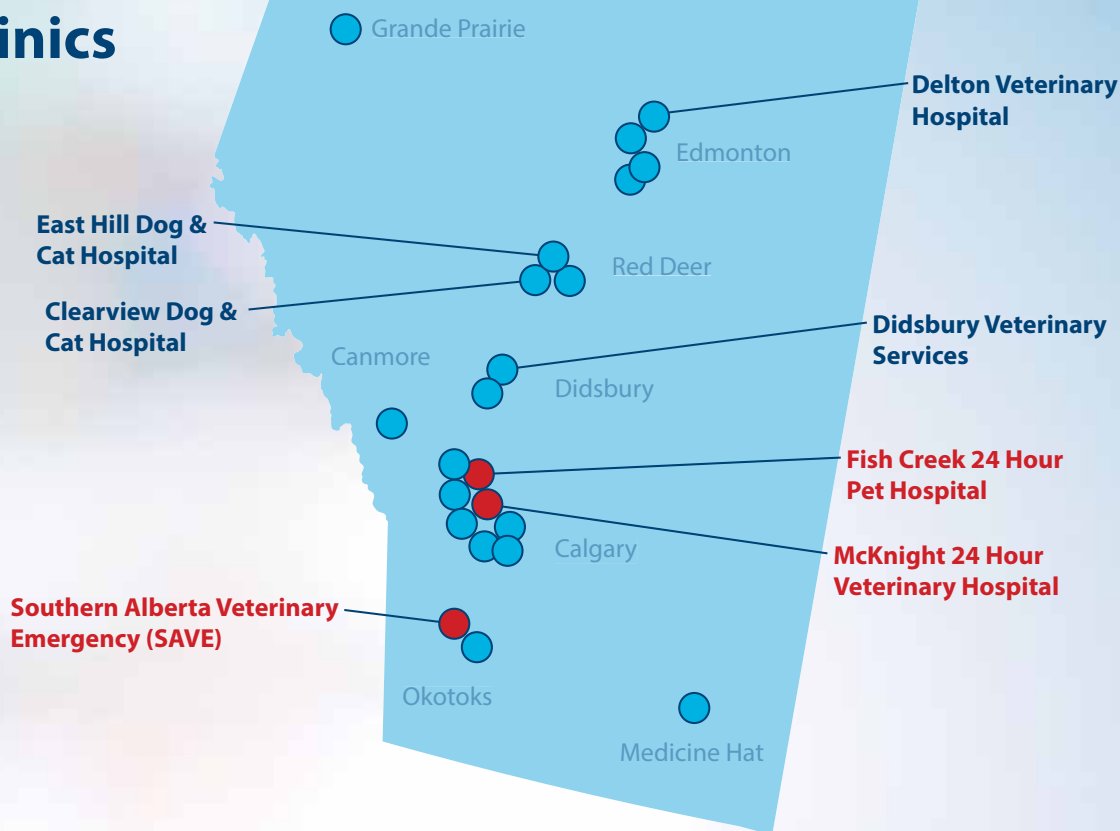 inics
Grande Prairie
Delton Veterinary
Hospital
Edmonton
East Hill Dog &
Cat Hospital
Red Deer
Clearview Dog &
Cat Hospital
Didsbury Veterinary
Services
Canmore
Didsbury
Fish Creek 24 Hour
Pet Hospital
Calgary
McKnight 24 Hour
Veterinary Hospital
Southern Alberta Veterinary
Emergency (SAVE)
Okotoks
Medicine Hat